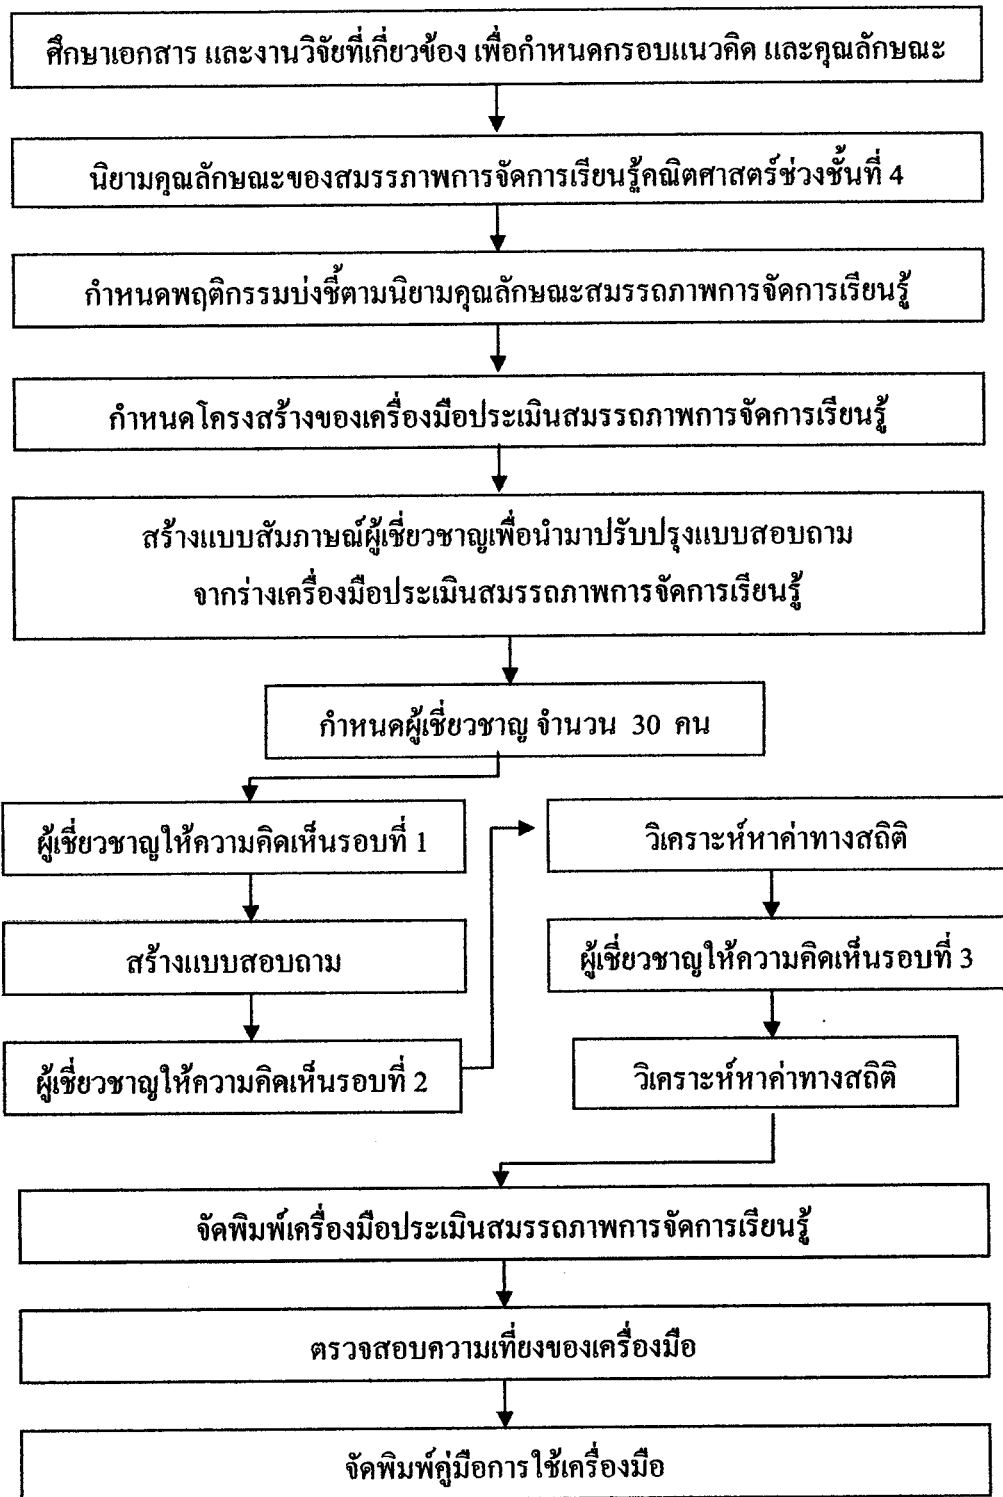 ศึกษาเอกสาร และงานวิจัยที่เกี่ยวข้อง เพื่อกำหนดกรอบแนวคิด และคุณลักษณะ
นิยามคุณลักษณะของสมรรภาพการจัดการเรียนรู้คณิตศาสตร์ช่วงชั้นที่ 4
กำหนดพฤติกรรมบ่งชี้ตามนิยามคุณลักษณะสมรรถภาพการจัดการเรียนรู้
กำหนดโครงสร้างของเครื่องมือประเมินสมรรถภาพการจัดการเรียนรู้
สร้างแบบสัมภาษณ์ผู้เชี่ยวชาญเพื่อนำมาปรับปรุงแบบสอบถาม
จากร่างเครื่องมือประเมินสมรรถภาพการจัดการเรียนรู้
กำหนดผู้เชี่ยวชาญ จำนวน 30 คน
ผู้เชี่ยวชาญให้ความคิดเห็นรอบที่ 1
สร้างแบบสอบถาม
ผู้เชี่ยวชาญให้ความคิดเห็นรอบที่ 2
วิเคราะห์หาค่าทางสถิติ
ผู้เชี่ยวชาญให้ความคิดเห็นรอบที่ 3
วิเคราะห์หาค่าทางสถิติ
จัดพิมพ์เครื่องมือประเมินสมรรถภาพการจัดการเรียนรู้
ตรวจสอบความเที่ยงของเครื่องมือ
จัดพิมพ์คู่มือการใช้เครื่องมือ